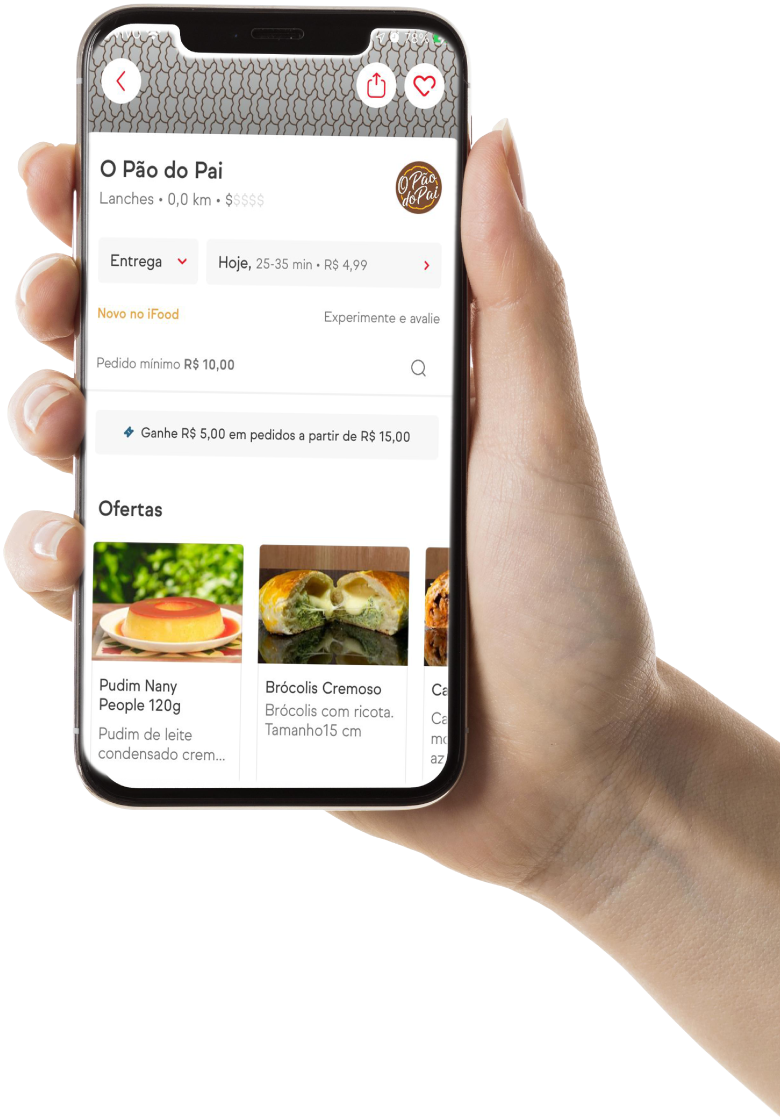 O Pão do Pai
Lanches • 0,0 km • $$$$$
O Pão
do Pai
Entrega
Hoje, 25-35 min • R$ 4,99
Novo no iFood
Experimente e avalie
Pedido mínimo R$ 10,00
Ganhe R$ 5,00 em pedidos a partir de R$ 15,00
Ofertas
Pudim Nany
People 120g
Pudim de leite
condensado crem...
Brócolis Cremoso
Brócolis com ricota.
Tamanho15 cm
Ca
Ca
mo
az